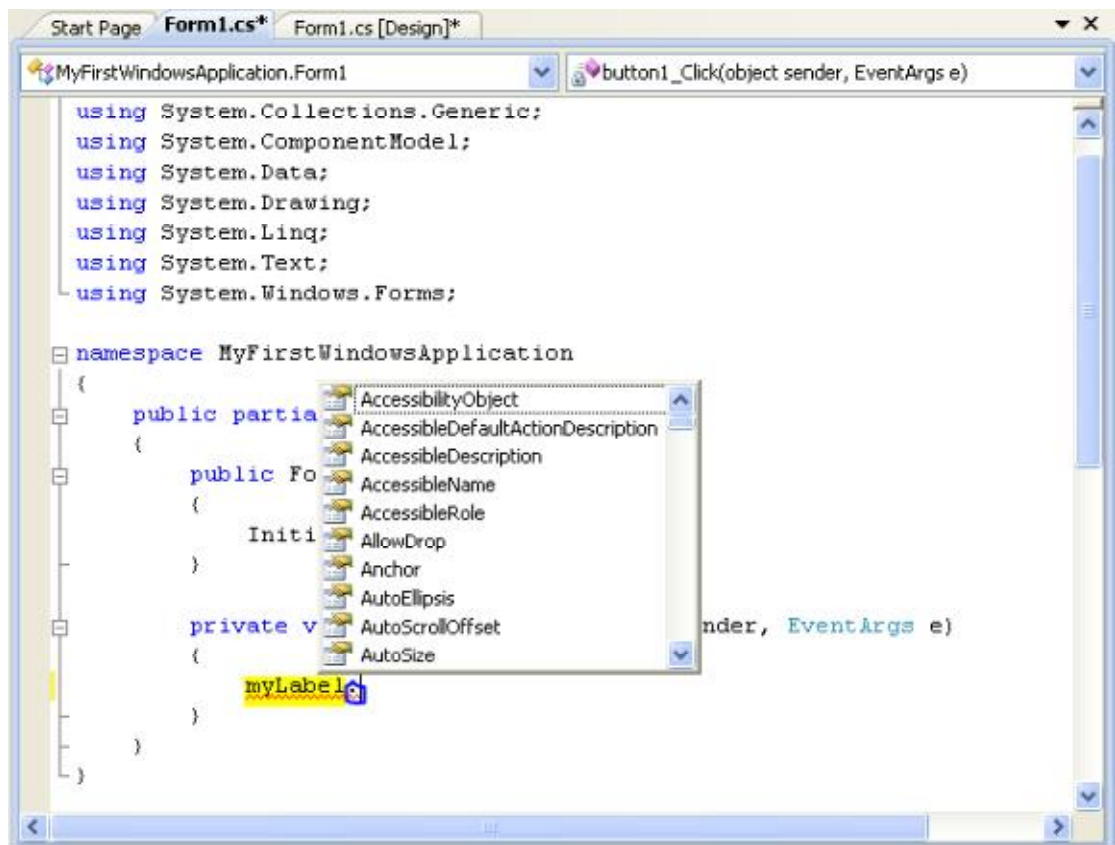 Start Page Form1.cs* Form1.cs [Design]*
MyFirstWindowsApplication.Form1 button1_Click(object sender, EventArgs e)
using System.Collections.Generic;
using System.ComponentModel;
using System.Data;
using System.Drawing;
using System.Linq;
using System.Text;
using System.Windows.Forms;
namespace MyFirstWindowsApplication
{
AccessibilityObject
public partia
AccessibleDefaultActionDescription
{
AccessibleDescription
public Fo
AccessibleName
{
AccessibleRole
Initi
AllowDrop
}
Anchor
AutoEllipsis
private v
AutoScrollOffset
nder, EventArgs e)
{
AutoSize
myLabel.
}
}
}